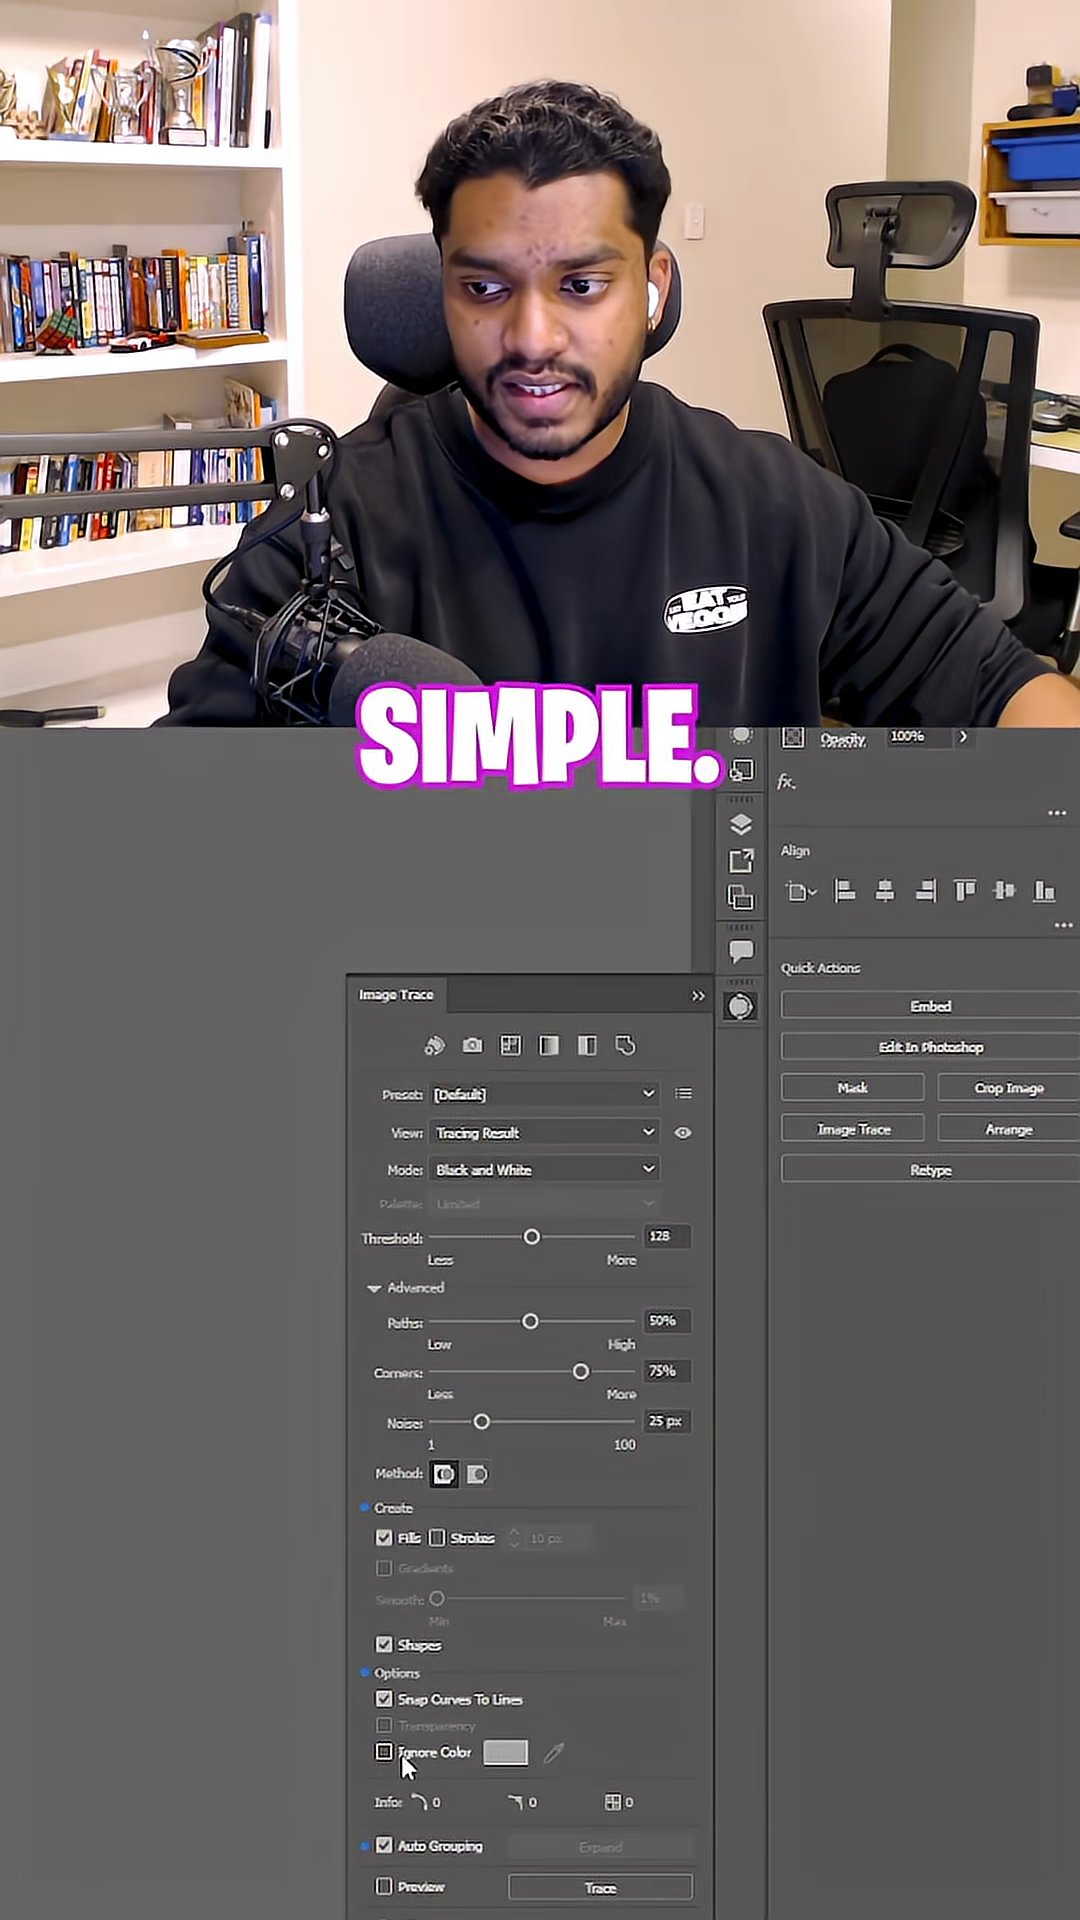 EAT
VEGGIES
SIMPLE.
Opacity 100%
fx.
Align
Quick Actions
Embed
Edit In Photoshop
Mask Crop Image
Image Trace Arrange
Retype
Image Trace
Preset: [Default]
View: Tracing Result
Mode: Black and White
Palette: Limited
Threshold: 128
Less More
Advanced
Paths: 50%
Low High
Corners: 75%
Less More
Noise: 25 px
1 100
Method:
Create
Fills Strokes 10 px
Gradients
Smooth: 1%
Min Max
Shapes
Options
Snap Curves To Lines
Transparency
Ignore Color
Info: 0 0 0
Auto Grouping Expand
Preview Trace